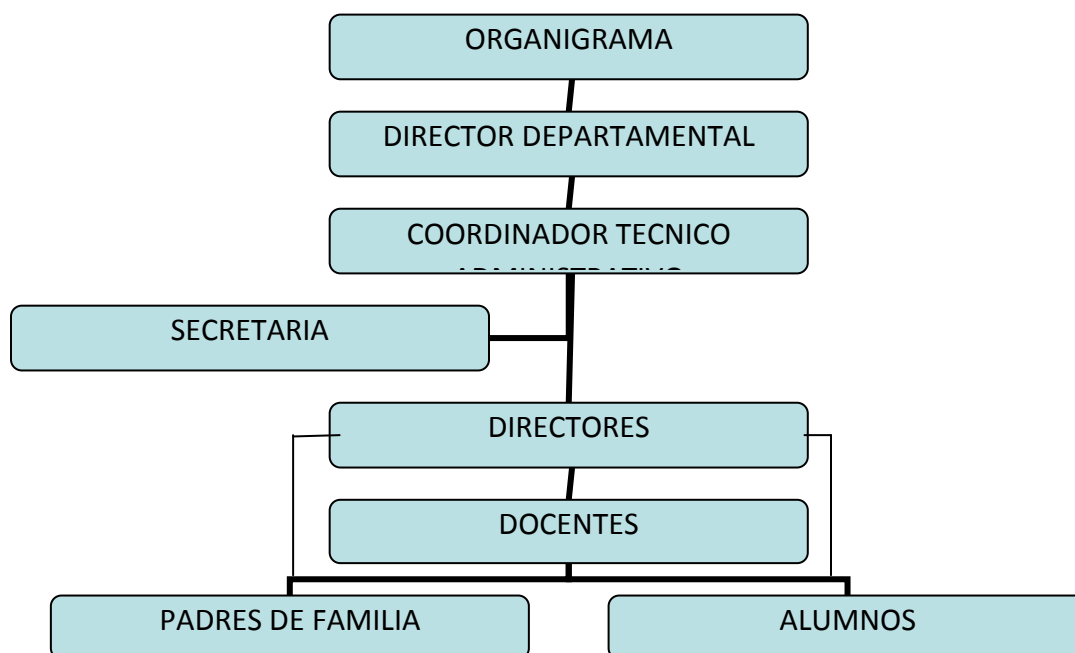 ORGANIGRAMA
DIRECTOR DEPARTAMENTAL
COORDINADOR TECNICO
SECRETARIA
DIRECTORES
DOCENTES
PADRES DE FAMILIA
ALUMNOS